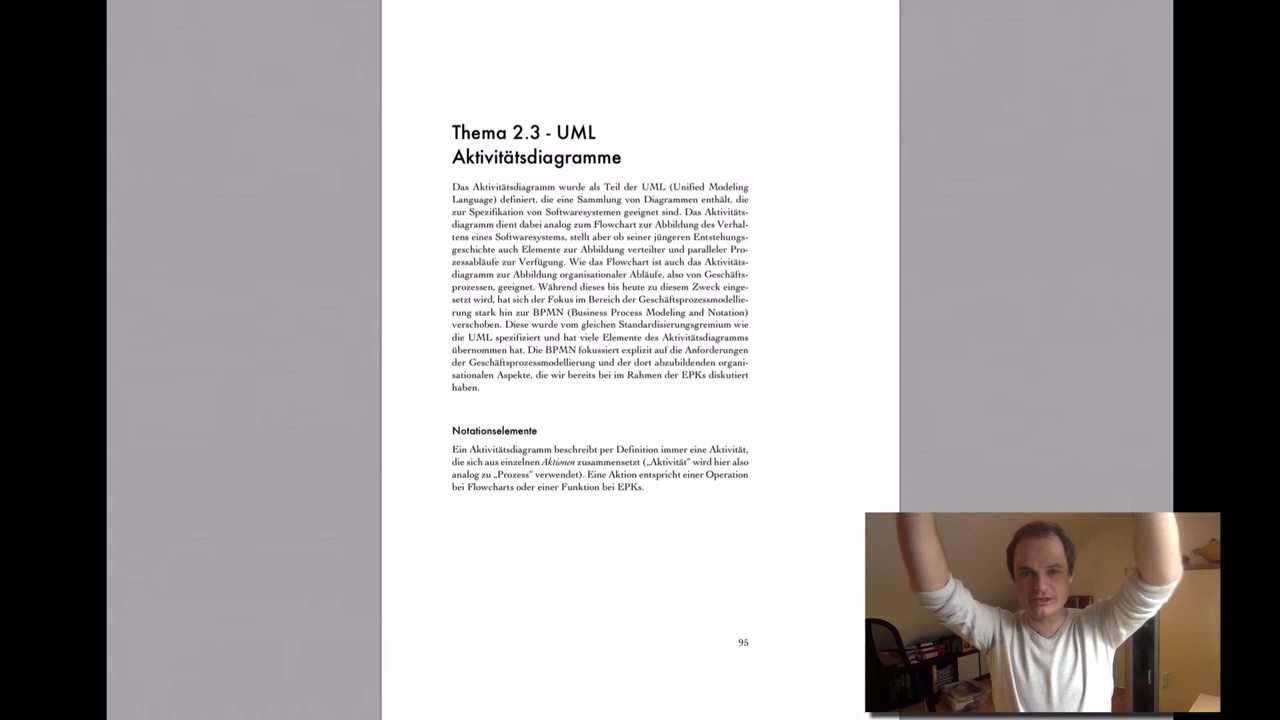 Thema 2.3 - UML
Aktivitätsdiagramme
Das Aktivitätsdiagramm wurde als Teil der UML (Unified Modeling
Language) definiert, die eine Sammlung von Diagrammen enthält, die
zur Spezifikation von Softwaresystemen geeignet sind. Das Aktivitäts-
diagramm dient dabei analog zum Flowchart zur Abbildung des Verhal-
tens eines Softwaresystems, stellt aber ob seiner jüngeren Entstehungs-
geschichte auch Elemente zur Abbildung verteilter und paralleler Pro-
zessabläufe zur Verfügung. Wie das Flowchart ist auch das Aktivitäts-
diagramm zur Abbildung organisationaler Abläufe, also von Geschäfts-
prozessen, geeignet. Während dieses bis heute zu diesem Zweck einge-
setzt wird, hat sich der Fokus im Bereich der Geschäftsprozessmodellie-
rung stark hin zur BPMN (Business Process Modeling and Notation)
verschoben. Diese wurde vom gleichen Standardisierungsgremium wie
die UML spezifiziert und hat viele Elemente des Aktivitätsdiagramms
übernommen hat. Die BPMN fokussiert explizit auf die Anforderungen
der Geschäftsprozessmodellierung und der dort abzubildenden organi-
sationalen Aspekte, die wir bereits bei im Rahmen der EPKs diskutiert
haben.
Notationselemente
Ein Aktivitätsdiagramm beschreibt per Definition immer eine Aktivität,
die sich aus einzelnen Aktionen zusammensetzt („Aktivität" wird hier also
analog zu „Prozess" verwendet). Eine Aktion entspricht einer Operation
bei Flowcharts oder einer Funktion bei EPKs.
95